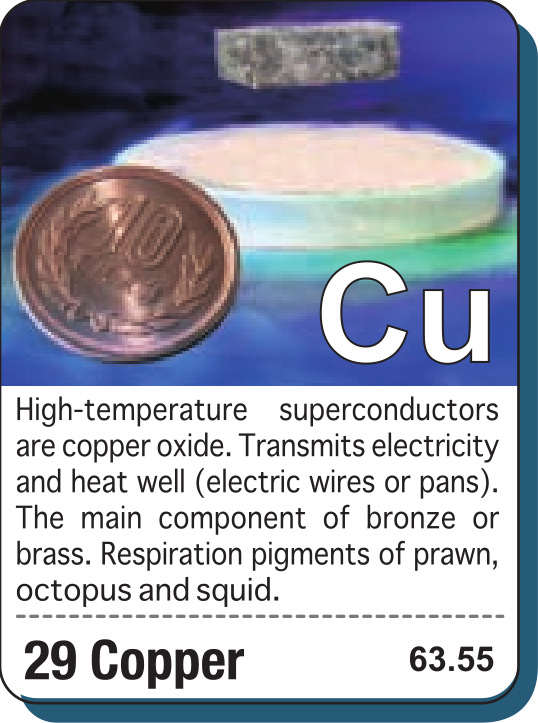 10
Cu
High-temperature superconductors
are copper oxide. Transmits electricity
and heat well (electric wires or pans).
The main component of bronze or
brass. Respiration pigments of prawn,
octopus and squid.
29 Copper 63.55